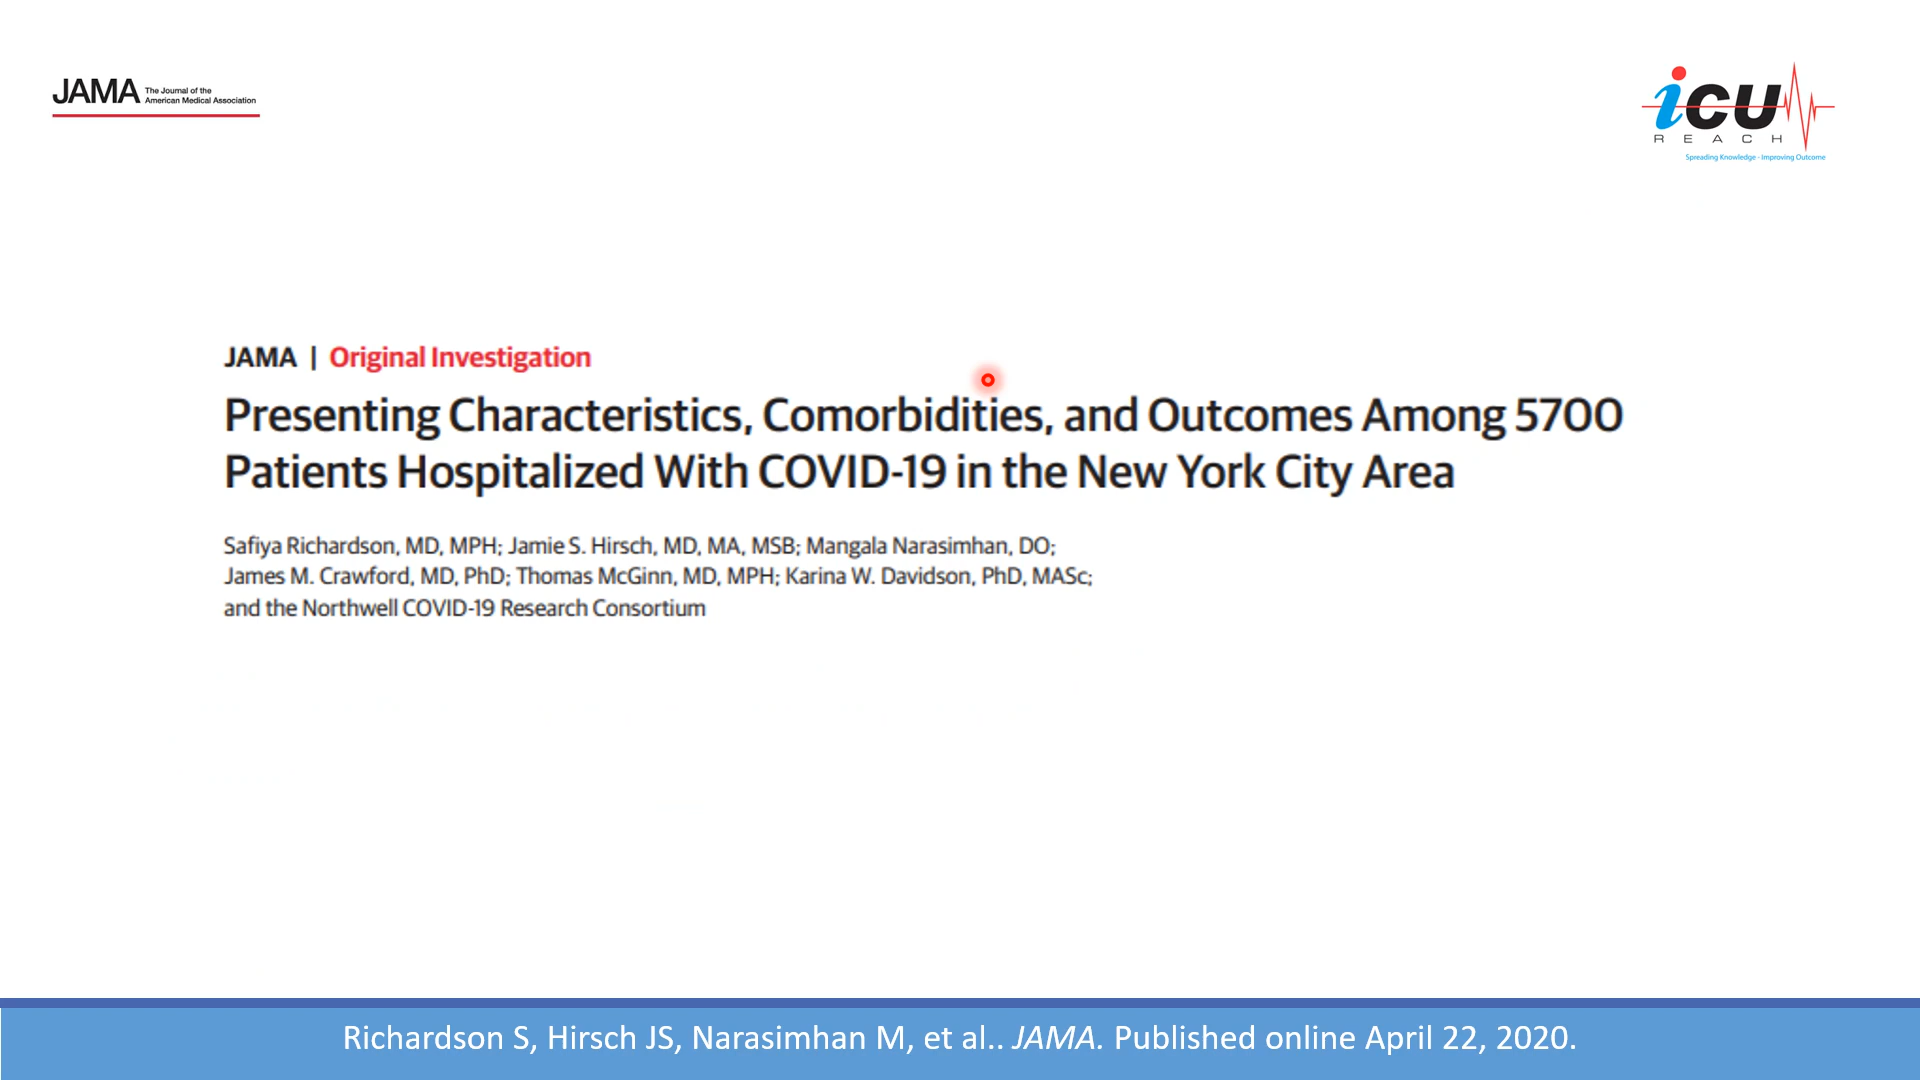 JAMA The Journal of the
American Medical Association
icu
REACH
Spreading Knowledge - Improving Outcome
JAMA | Original Investigation
Presenting Characteristics, Comorbidities, and Outcomes Among 5700
Patients Hospitalized With COVID-19 in the New York City Area
Safiya Richardson, MD, MPH; Jamie S. Hirsch, MD, MA, MSB; Mangala Narasimhan, DO;
James M. Crawford, MD, PhD; Thomas McGinn, MD, MPH; Karina W. Davidson, PhD, MASc;
and the Northwell COVID-19 Research Consortium
Richardson S, Hirsch JS, Narasimhan M, et al.. JAMA. Published online April 22, 2020.